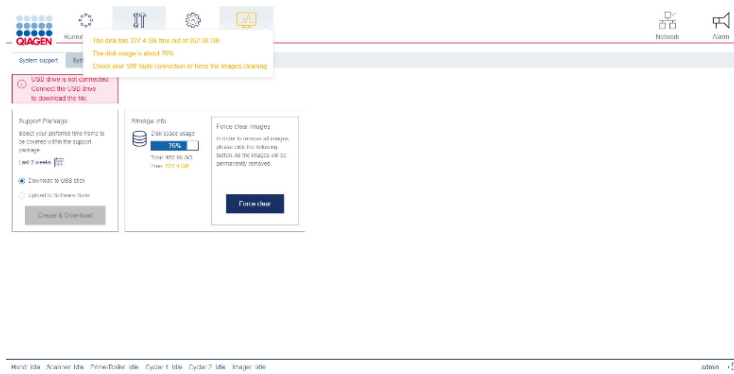 QIAGEN
Runni
Network
Alarm
The disk has 227.4 GB free out of 952.98 GB
The disk usage is about 76%
Check your SW Suite connection or force the images cleaning
System support
Sys
USB drive is not connected.
Connect the USB drive
to download the file.
Support Package
Select your preferred time frame to
be covered within the support
package
Last 2 weeks
Download to USB stick
Upload to Software Suite
Create & Download
Storage info
Disk space usage
76%
Total: 952.98 GB
Free: 227.4 GB
Force clear images
In order to remove all images,
please click the following
button. All the images will be
permanently removed.
Force clear
Hand: Idle Scanner: Idle Prime/Roller: Idle Cycler 1: Idle Cycler 2: Idle Imager: Idle
admin